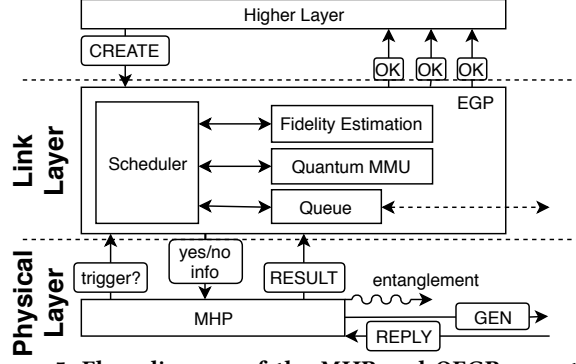 Higher Layer
CREATE
OK OK OK
EGP
Link
Layer
Scheduler
Fidelity Estimation
Quantum MMU
Queue
Physical
Layer
trigger?
yes/no
info
RESULT
entanglement
MHP
GEN
REPLY